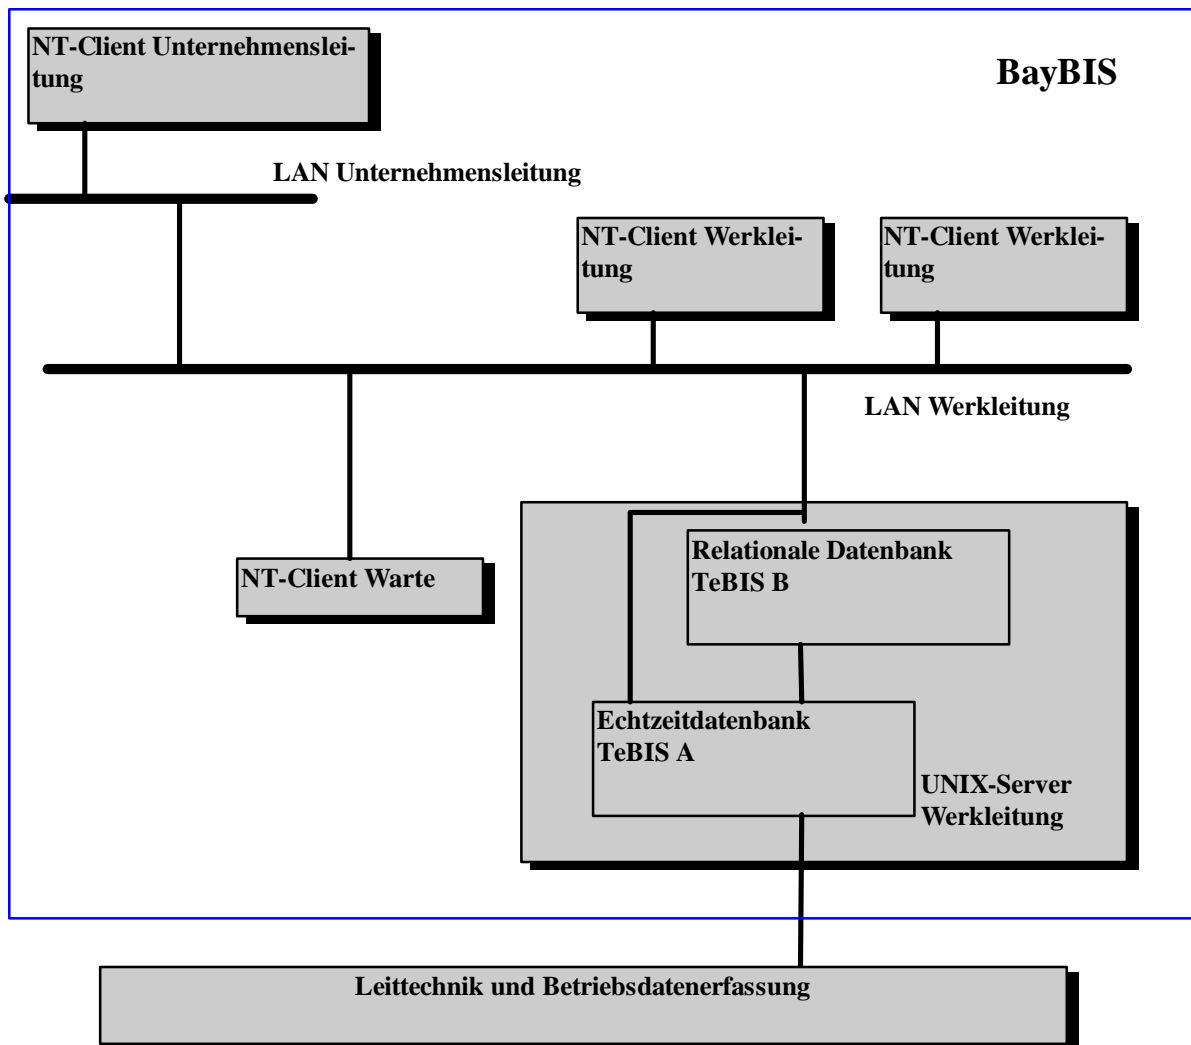 NT-Client Unternehmenslei-
tung
BayBIS
LAN Unternehmensleitung
NT-Client Werklei-
tung
NT-Client Werklei-
tung
LAN Werkleitung
NT-Client Warte
Relationale Datenbank
TeBIS B
Echtzeitdatenbank
TeBIS A
UNIX-Server
Werkleitung
Leittechnik und Betriebsdatenerfassung